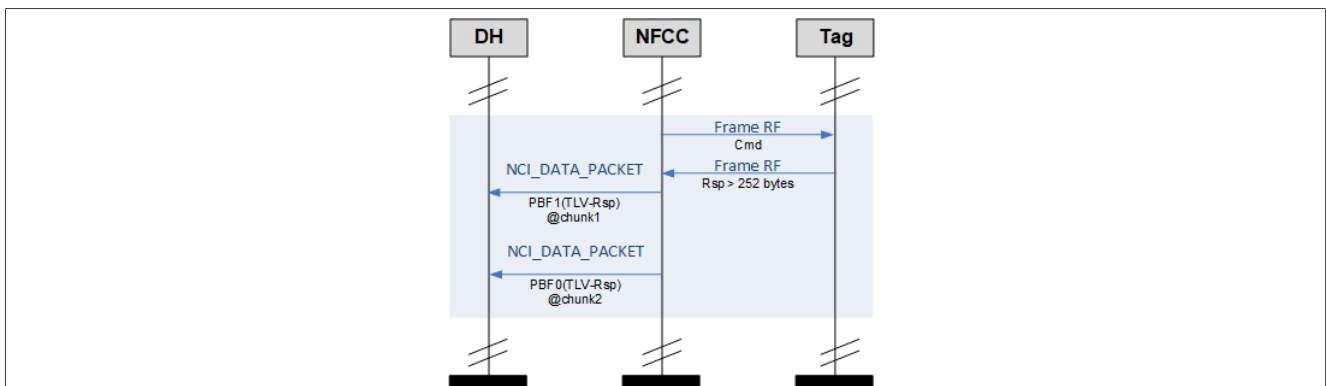 DH NFCC Tag
Frame RF
Cmd
Frame RF
Rsp > 252 bytes
NCI_DATA_PACKET
PBF1(TLV-Rsp)
@chunk1
NCI_DATA_PACKET
PBF0(TLV-Rsp)
@chunk2